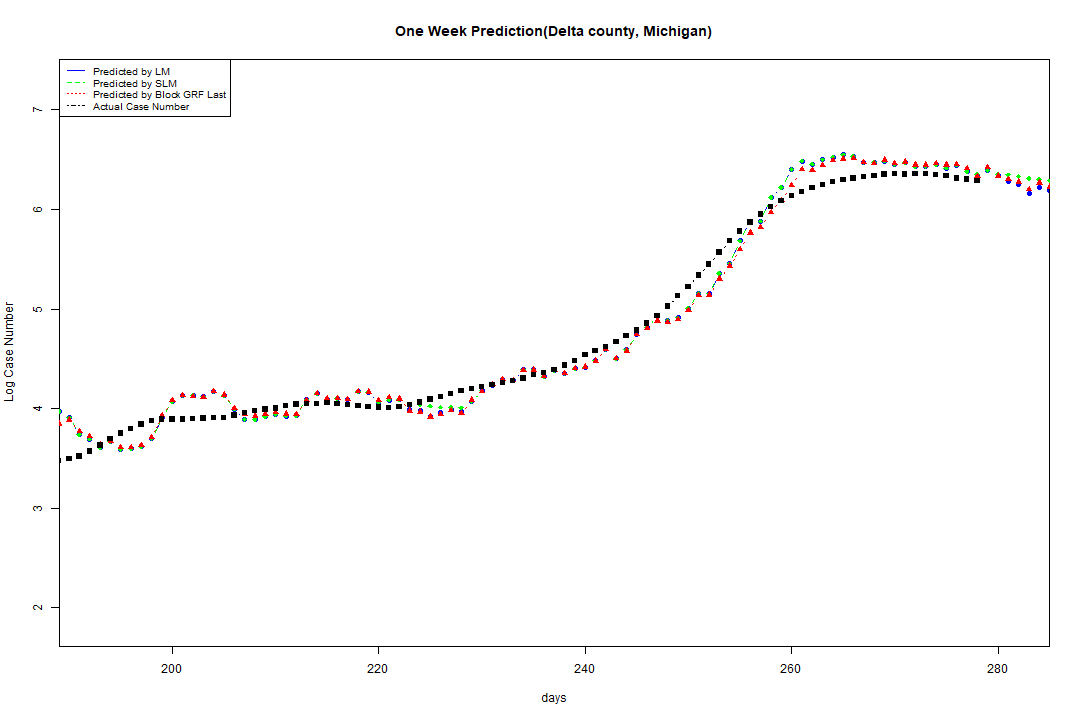 One Week Prediction(Delta county, Michigan)
Predicted by LM
Predicted by SLM
Predicted by Block GRF Last
Actual Case Number
7
6
5
4
3
2
Log Case Number
200 220 240 260 280
days